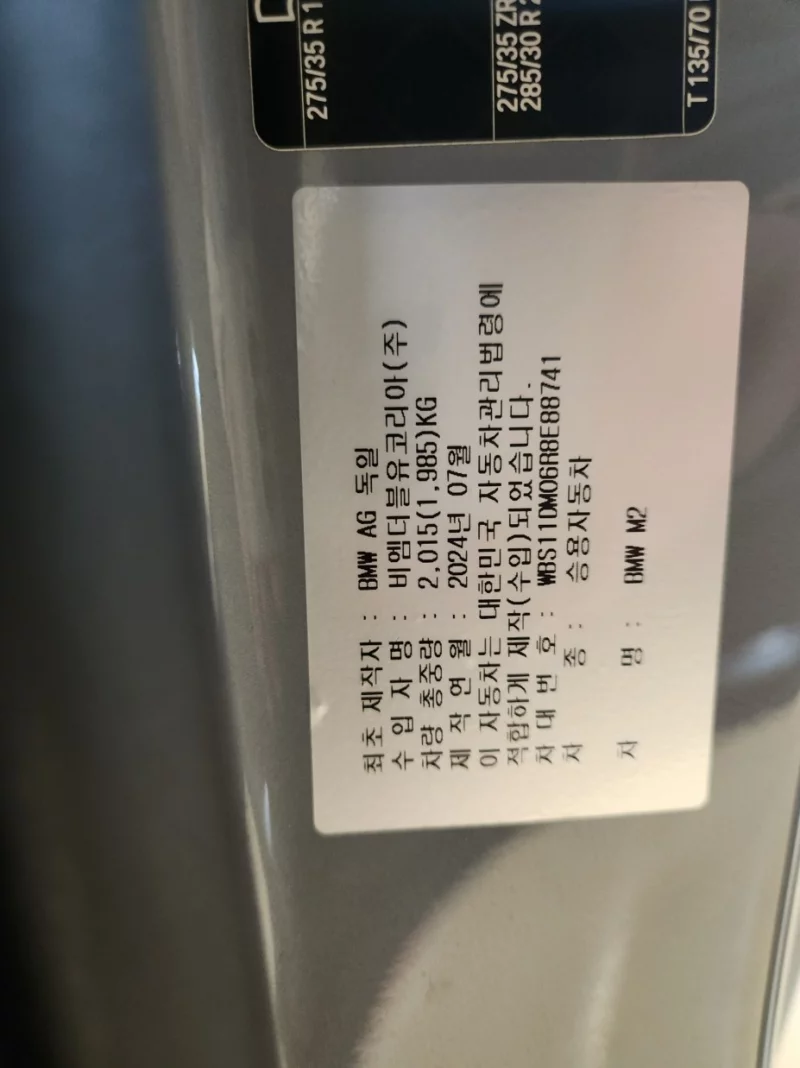 275/35 R 1
275/35 ZR
285/30 R 2
T 135/70
최초 제작자 : BMW AG 독일
수 입 자 명 : 비엠더블유코리아(주)
차량 총중량 : 2,015(1,985)KG
제 작 연 월 : 2024년 07월
이 자동차는 대한민국 자동차관리법령에
적합하게 제작(수입)되었습니다.
차 대 번 호 : WBS11DM06R8E88741
차 종 : 승용자동차
차 명 : BMW M2